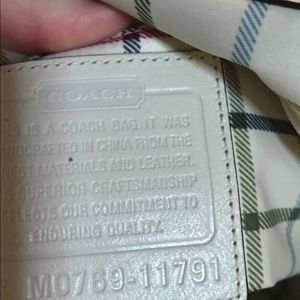 COACH
IS A COACH BAG. IT WAS
HANDCRAFTED IN CHINA FROM THE
MATERIALS AND LEATHER.
SUPERIOR CRAFTSMANSHIP
REFLECTS OUR COMMITMENT TO
ENDURING QUALITY.
M0769-11791